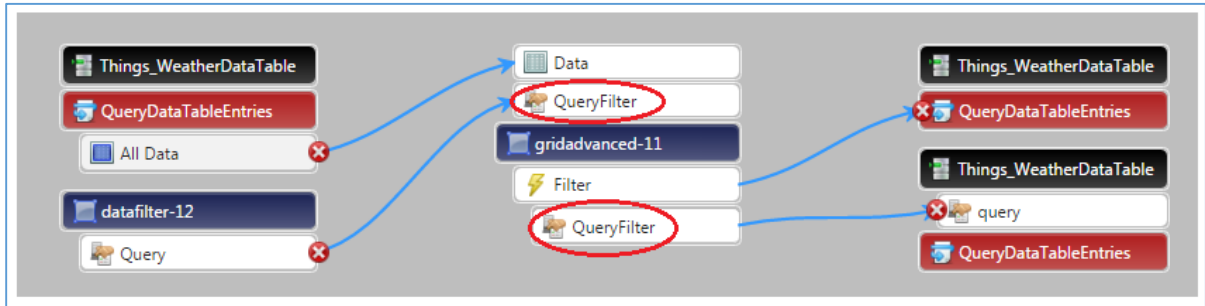 Things_WeatherDataTable
QueryDataTableEntries
All Data
datafilter-12
Query
Data
QueryFilter
gridadvanced-11
Filter
QueryFilter
Things_WeatherDataTable
QueryDataTableEntries
Things_WeatherDataTable
query
QueryDataTableEntries